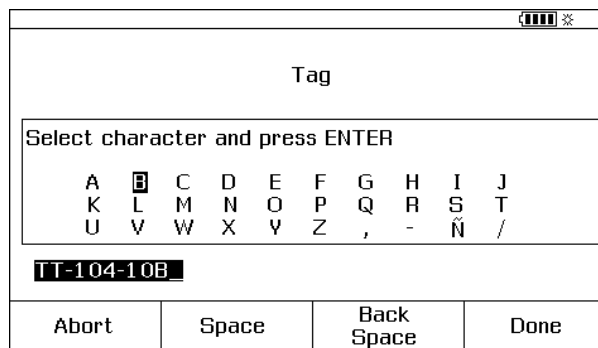 Tag
Select character and press ENTER
A B C D E F G H I J
K L M N O P Q R S T
U V W X Y Z , - Ñ /
TT-104-10B_
Abort Space Back Space Done